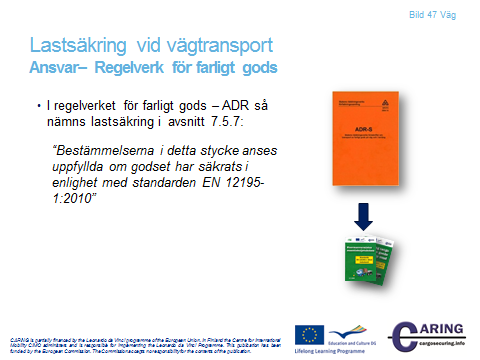 Bild 47 Väg
Lastsäkring vid vägtransport
Ansvar– Regelverk för farligt gods
• I regelverket för farligt gods – ADR så
nämns lastsäkring i avsnitt 7.5.7:
“Bestämmelserna i detta stycke anses
uppfyllda om godset har säkrats i
enlighet med standarden EN 12195-
1:2010”
ADR-S
CARING is partially financed by the Leonardo da Vinci programme of the European Union. In Finland the Centre for International
Mobility CIMO administers and is responsible for implementing the Leonardo da Vinci Programme. This publication has been
funded by the European Commission. The Commission accepts no responsibility for the contents of the publication.
Education and Culture DG
Lifelong Learning Programme
CARING
cargosecuring.info